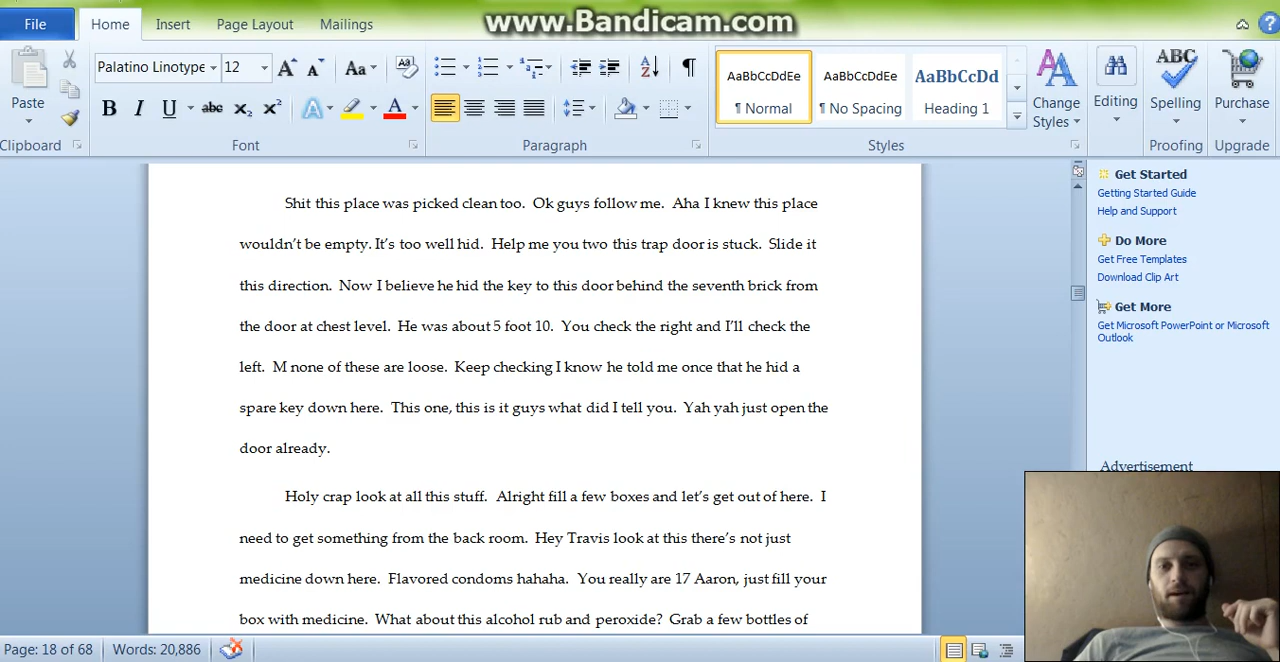 www.Bandicam.com
File Home Insert Page Layout Mailings
Palatino Linotype 12 Aa AaBbCcDdEe AaBbCcDdEe AaBbCcDd A ABC
Paste B I U abc X₂ X² A A ¶ Normal ¶ No Spacing Heading 1 Change Styles Editing Spelling Purchase
Clipboard Font Paragraph Styles Proofing Upgrade
Shit this place was picked clean too. Ok guys follow me. Aha I knew this place
wouldn't be empty. It's too well hid. Help me you two this trap door is stuck. Slide it
this direction. Now I believe he hid the key to this door behind the seventh brick from
the door at chest level. He was about 5 foot 10. You check the right and I'll check the
left. M none of these are loose. Keep checking I know he told me once that he hid a
spare key down here. This one, this is it guys what did I tell you. Yah yah just open the
door already.
Holy crap look at all this stuff. Alright fill a few boxes and let's get out of here. I
need to get something from the back room. Hey Travis look at this there's not just
medicine down here. Flavored condoms hahaha. You really are 17 Aaron, just fill your
box with medicine. What about this alcohol rub and peroxide? Grab a few bottles of
Get Started
Getting Started Guide
Help and Support
Do More
Get Free Templates
Download Clip Art
Get More
Get Microsoft PowerPoint or Microsoft
Outlook
Advertisement
Page: 18 of 68 Words: 20,886